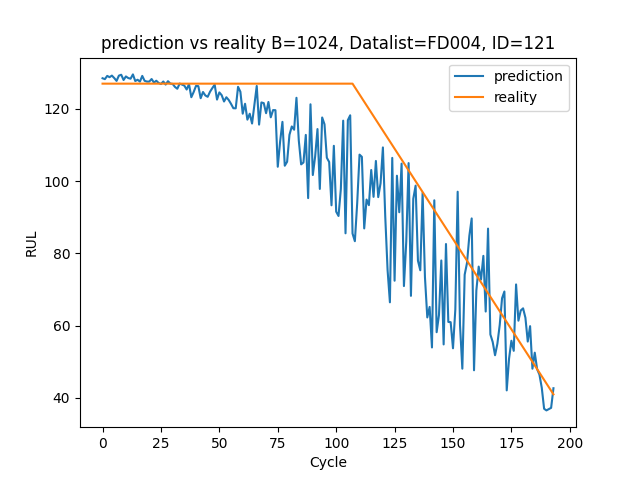 prediction vs reality B=1024, Datalist=FD004, ID=121
prediction
reality
120
100
80
60
40
RUL
0 25 50 75 100 125 150 175 200
Cycle